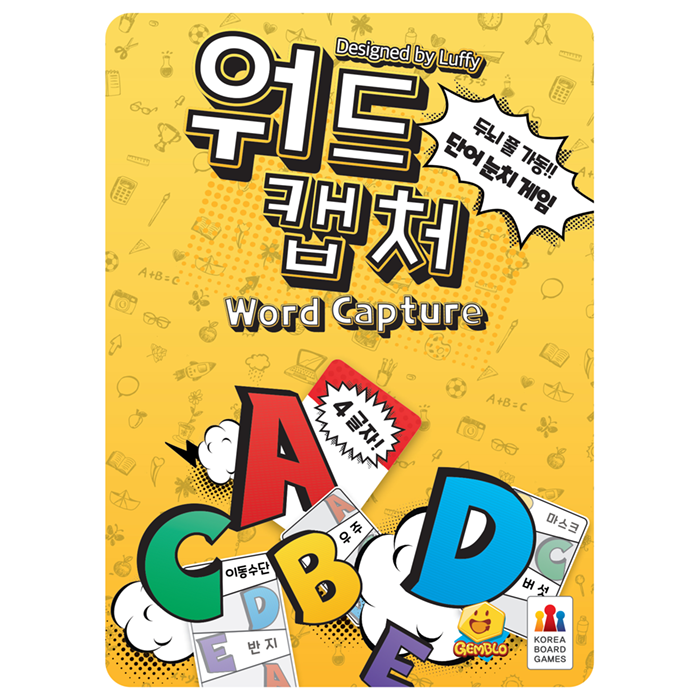 Designed by Luffy
워드
캡처
두뇌 풀 가동!!
단어 눈치 게임
Word Capture
4글자!
A
D
C
B
E
이동수단
D
E
반지
A
마스크
C
버섯
GEMBLO
KOREA
BOARD
GAMES
A+B=C
A+B=C